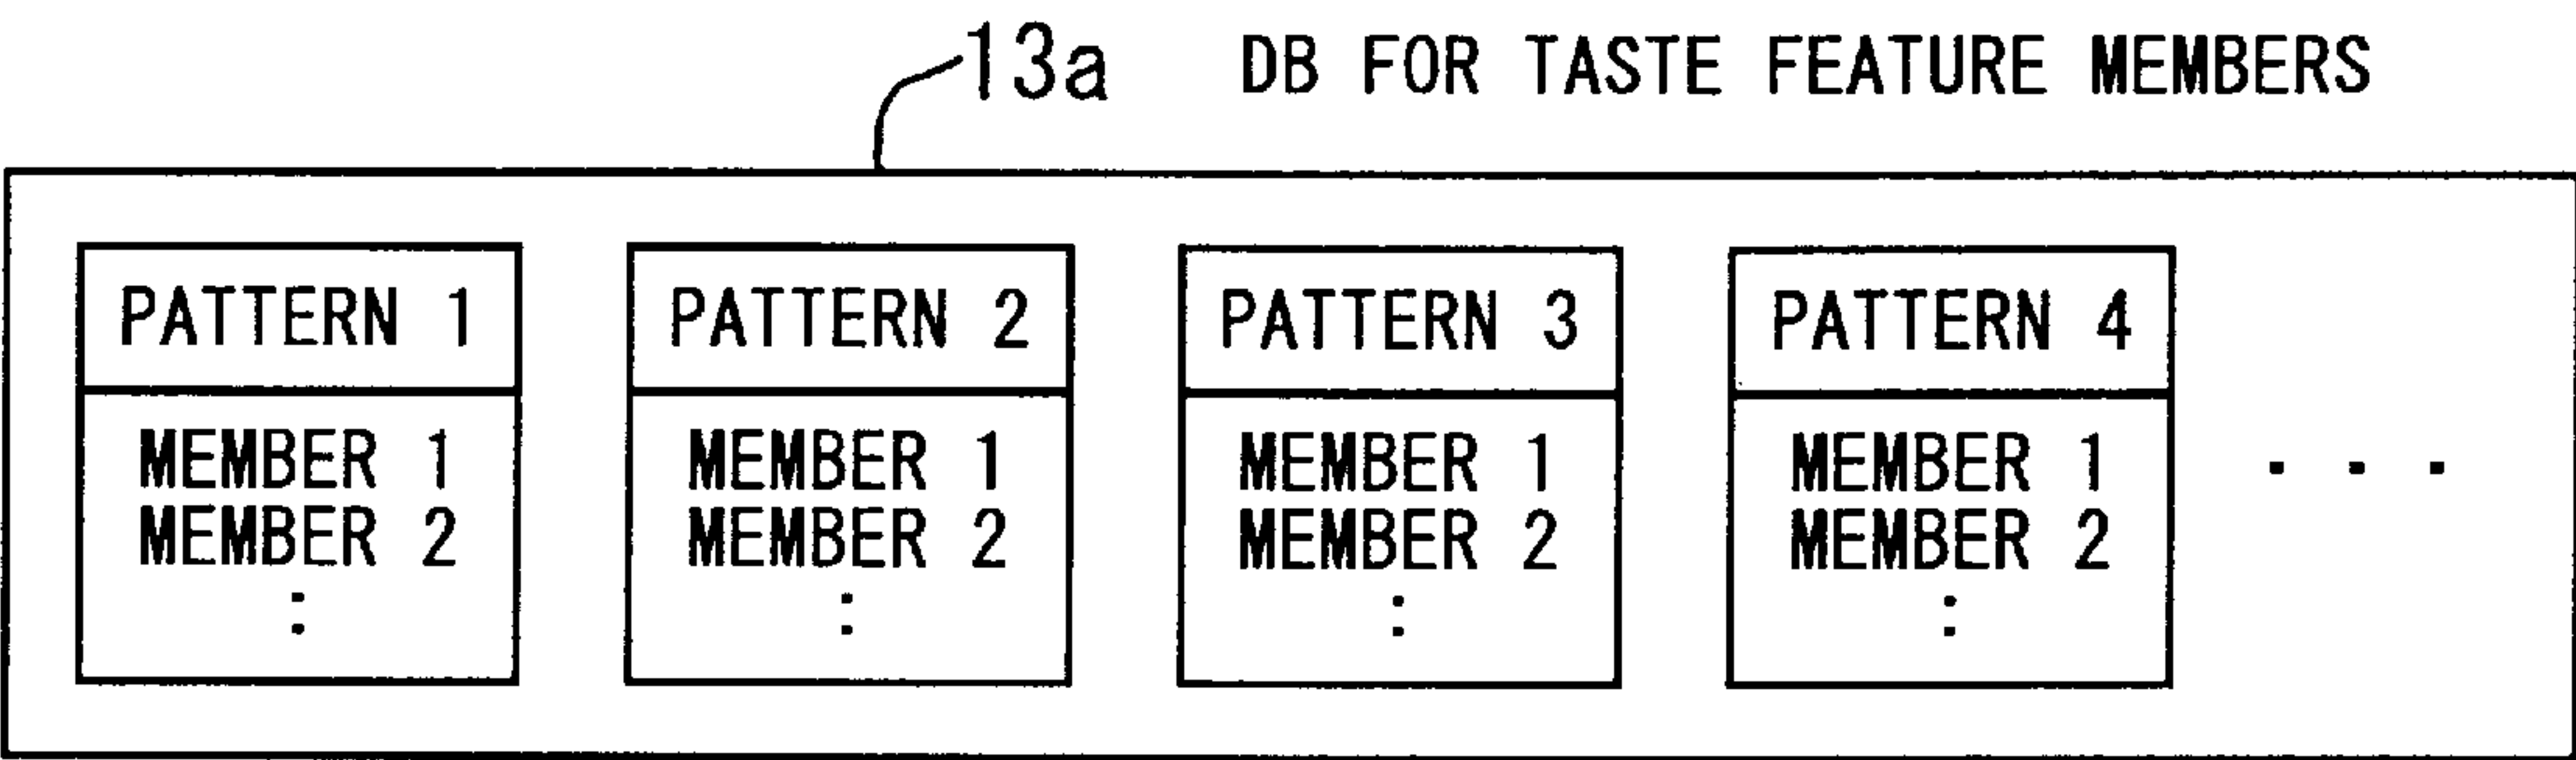 13a DB FOR TASTE FEATURE MEMBERS
PATTERN 1 PATTERN 2 PATTERN 3 PATTERN 4
MEMBER 1 MEMBER 1 MEMBER 1 MEMBER 1 . . .
MEMBER 2 MEMBER 2 MEMBER 2 MEMBER 2
: : : :